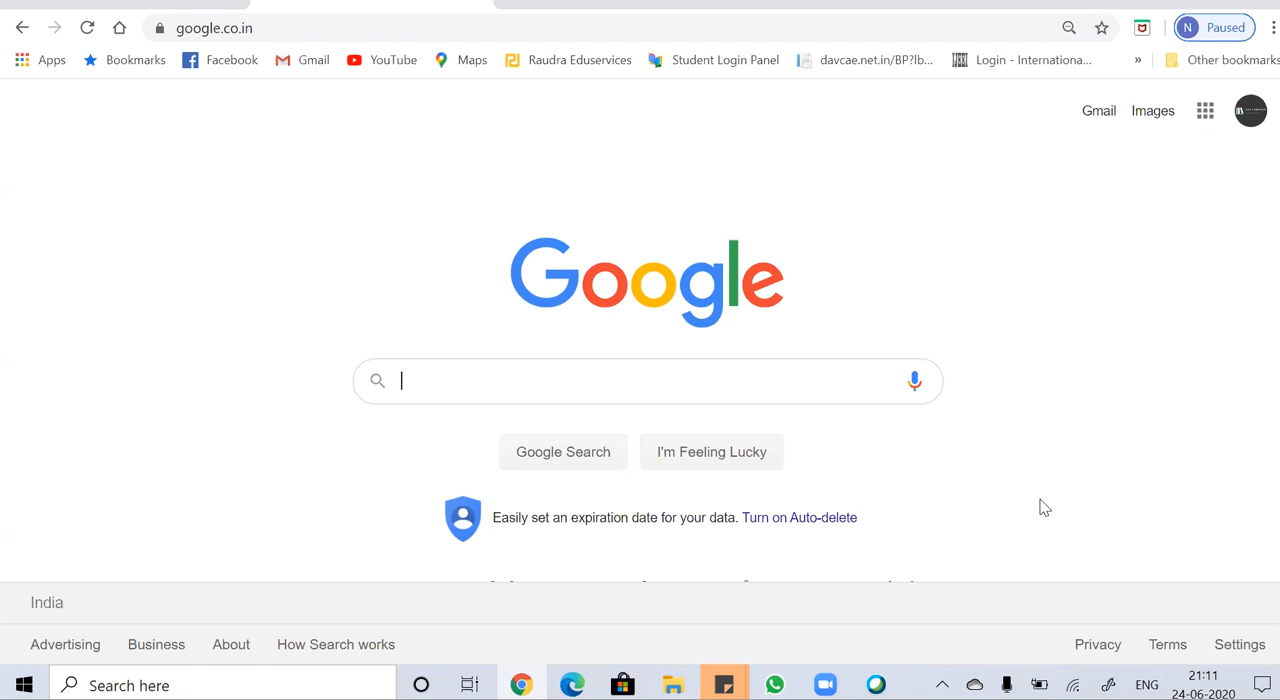 google.co.in
N Paused
Apps Bookmarks Facebook Gmail YouTube Maps Raudra Eduservices Student Login Panel davcae.net.in/BP?lb... Login - Internationa... » Other bookmarks
Gmail Images
Google
Google Search I'm Feeling Lucky
Easily set an expiration date for your data. Turn on Auto-delete
India
Advertising Business About How Search works Privacy Terms Settings
Search here ENG 21:11
24-06-2020